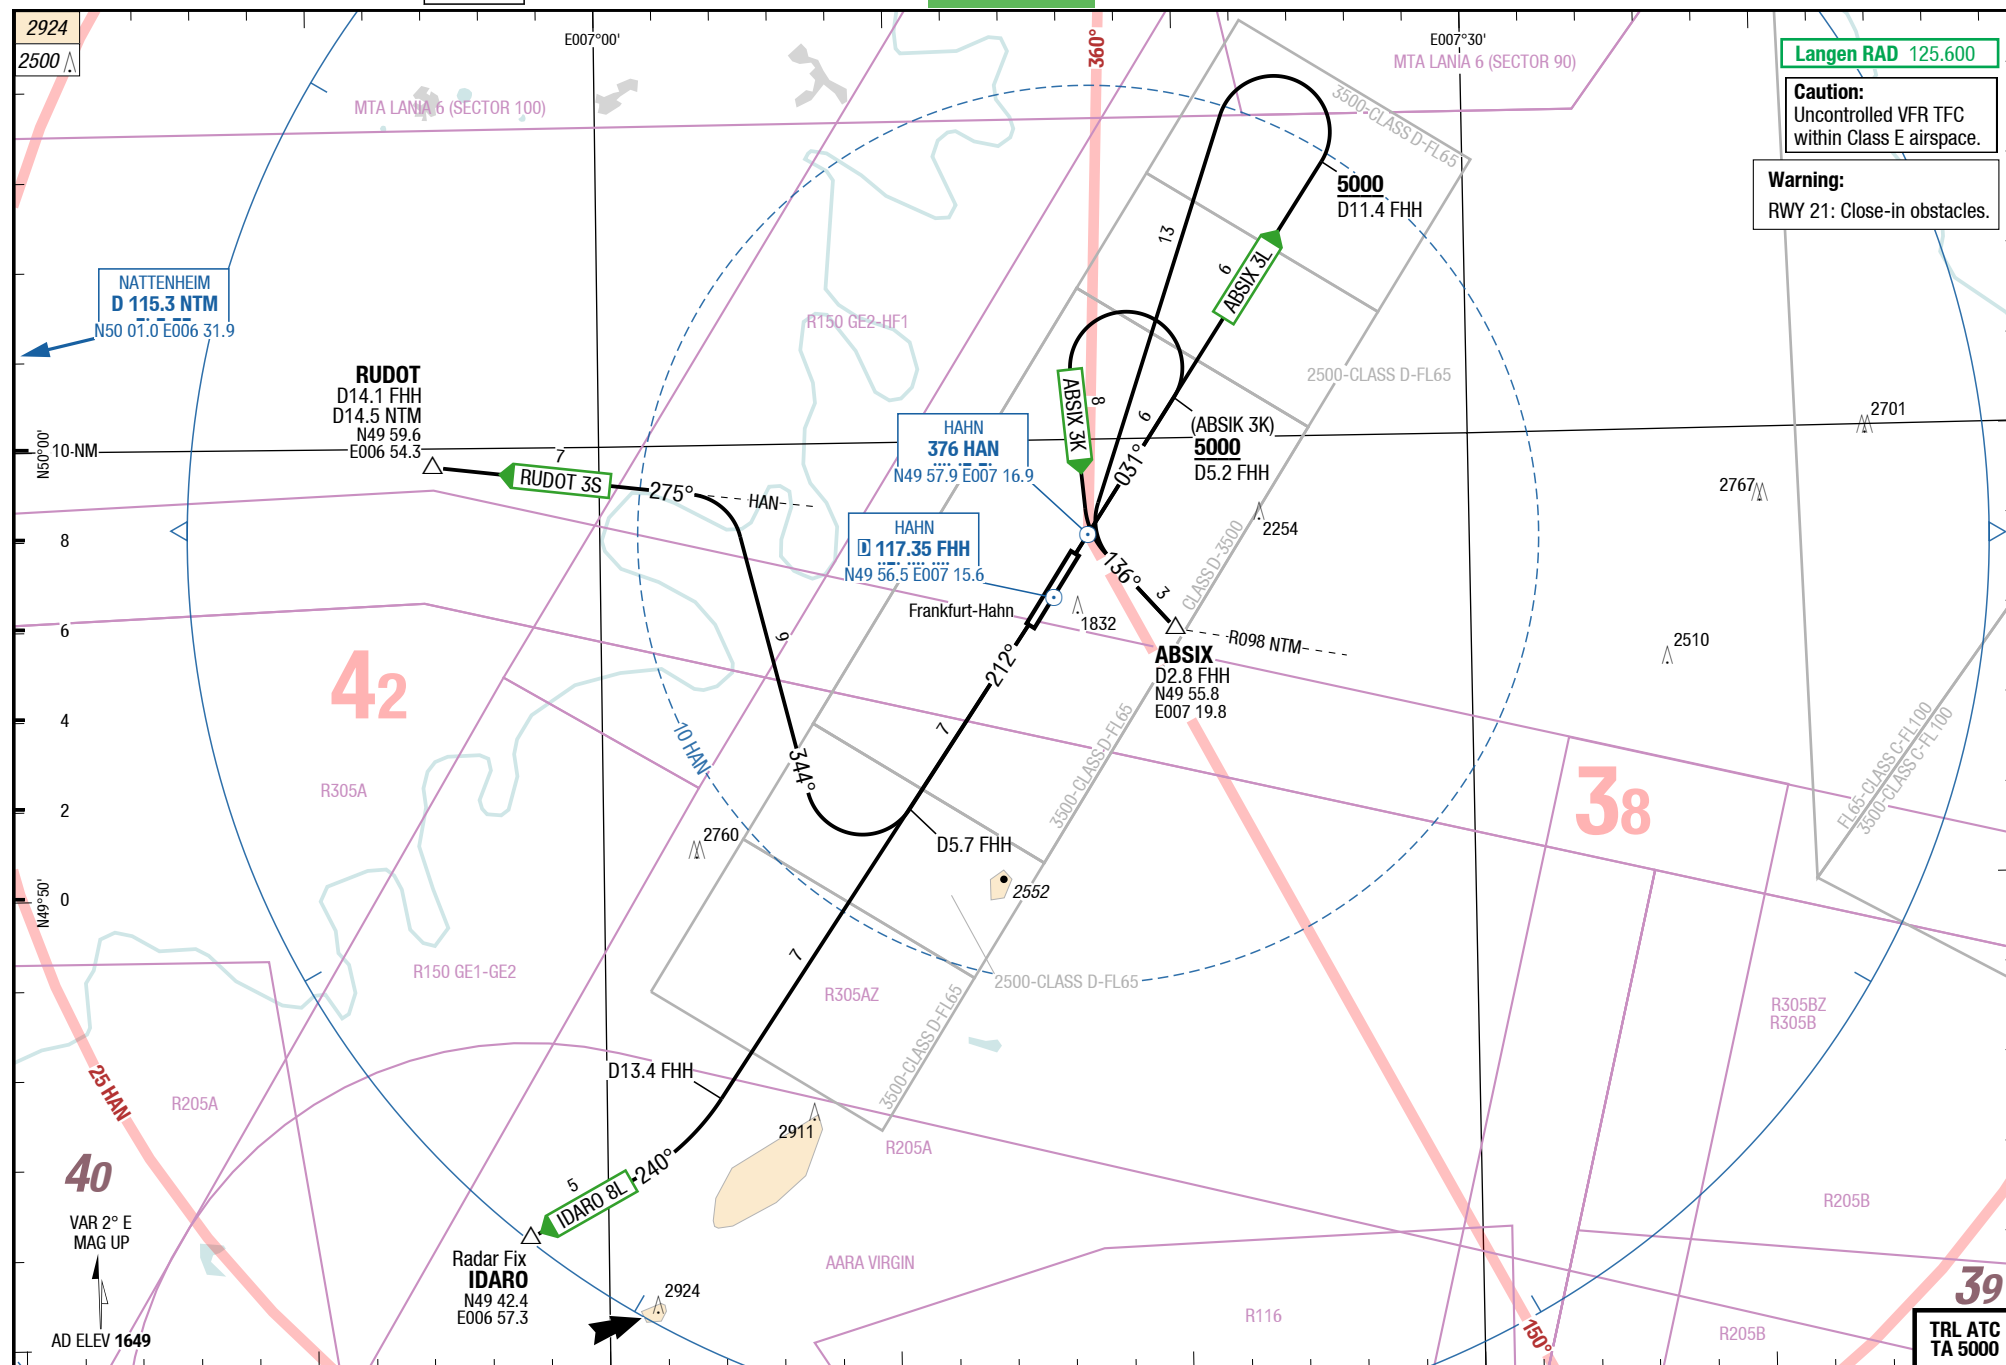 2924
2500
E007°00'
360°
E007°30'
MTA LANIA 6 (SECTOR 90)
Langen RAD 125.600
Caution:
Uncontrolled VFR TFC
within Class E airspace.
Warning:
RWY 21: Close-in obstacles.
MTA LANIA 6 (SECTOR 100)
3500-CLASS D-FL65
5000
D11.4 FHH
13
6
ABSIX 3L
NATTENHEIM
D 115.3 NTM
N50 01.0 E006 31.9
R150 GE2-HF1
RUDOT
D14.1 FHH
D14.5 NTM
N49 59.6
E006 54.3
2500-CLASS D-FL65
ABSIX 3K
8
6
(ABSIK 3K)
5000
D5.2 FHH
2701
HAHN
376 HAN
N49 57.9 E007 16.9
N50°00'
10-NM
7
RUDOT 3S
275°
HAN
031°
2767
2254
HAHN
D 117.35 FHH
N49 56.5 E007 15.6
8
136°
3
CLASS D-3500
Frankfurt-Hahn
1832
6
9
212°
R098 NTM
2510
ABSIX
D2.8 FHH
N49 55.8
E007 19.8
42
4
7
10 HAN
3500-CLASS D-FL65
344°
R305A
38
FL65-CLASS C-FL100
3500-CLASS C-FL100
2
2760
D5.7 FHH
2552
N49°50'
0
7
R150 GE1-GE2
R305AZ
2500-CLASS D-FL65
3500-CLASS D-FL65
R305BZ
R305B
D13.4 FHH
25 HAN
R205A
2911
R205A
240°
5
IDARO 8L
40
VAR 2° E
MAG UP
R205B
Radar Fix
IDARO
N49 42.4
E006 57.3
AARA VIRGIN
2924
R116
150°
R205B
39
AD ELEV 1649
TRL ATC
TA 5000